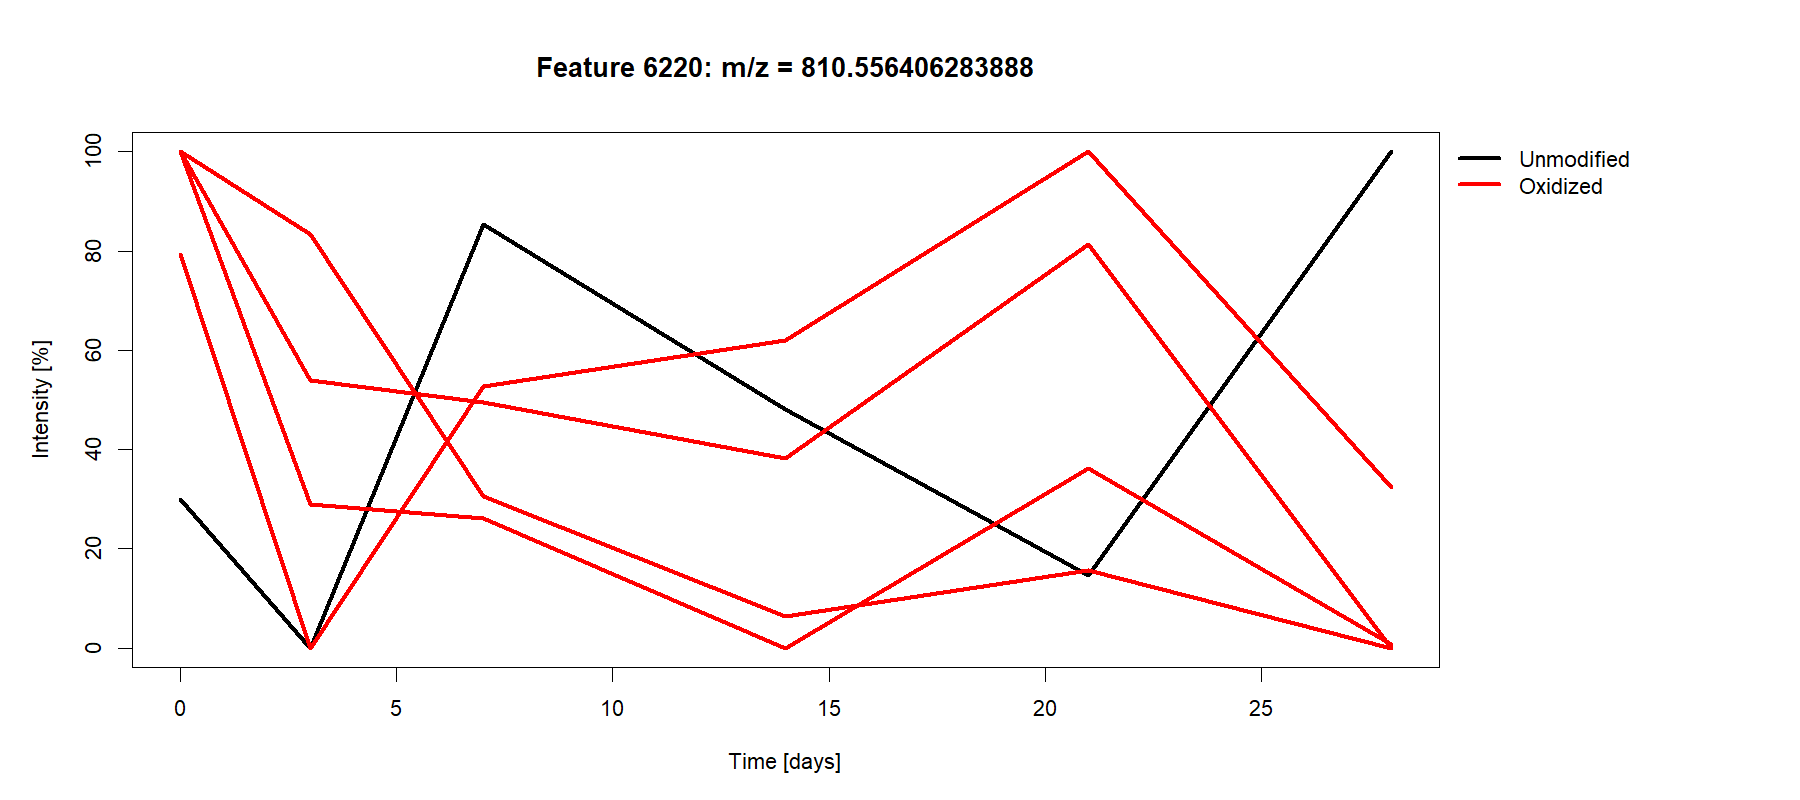 Feature 6220: m/z = 810.556406283888
Unmodified
Oxidized
Intensity [%]
100
80
60
40
20
0
0 5 10 15 20 25
Time [days]